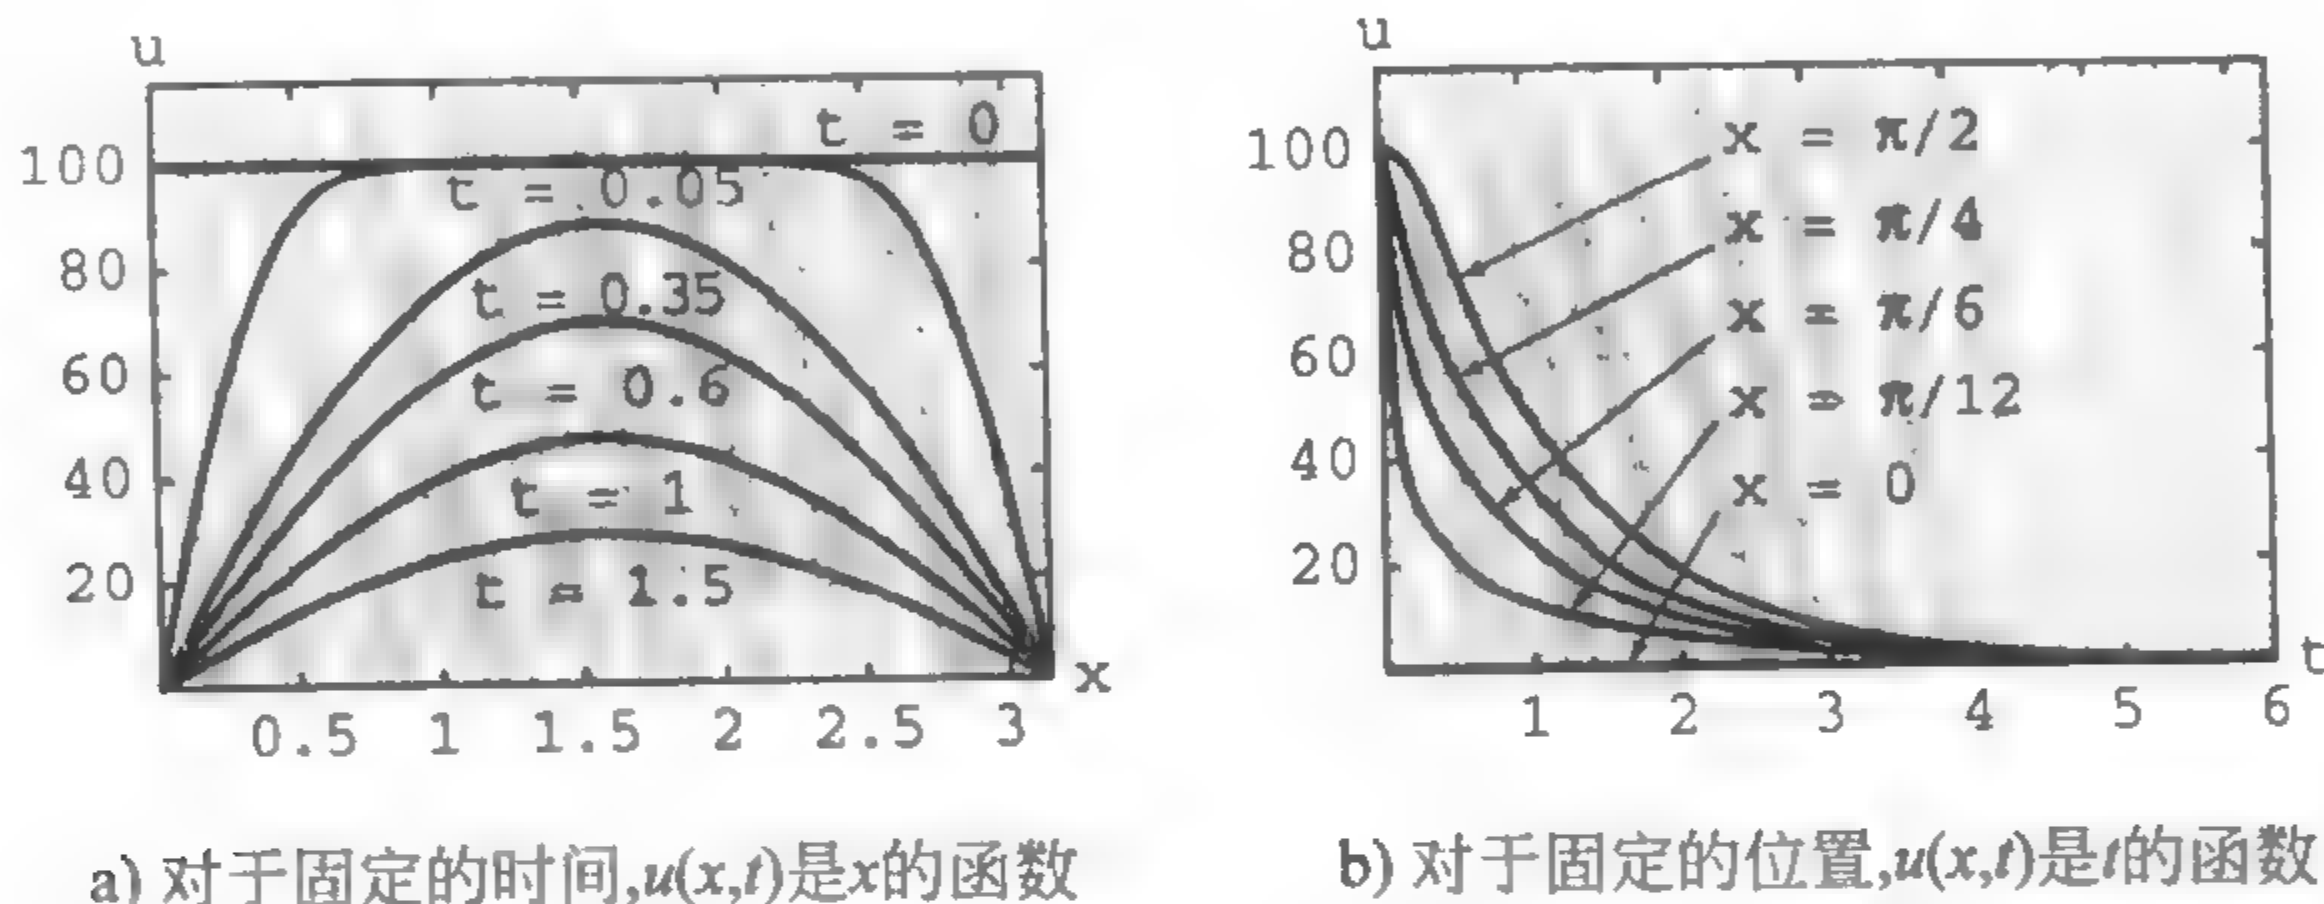 u
t = 0
100
t = 0.05
80
t = 0.35
60
t = 0.6
40
t = 1
20
t = 1.5
x
0.5 1 1.5 2 2.5 3
a) 对于固定的时间,u(x,t)是x的函数
u
100
x = π/2
80
x = π/4
60
x = π/6
x = π/12
40
x = 0
20
t
1 2 3 4 5 6
b) 对于固定的位置,u(x,t)是t的函数